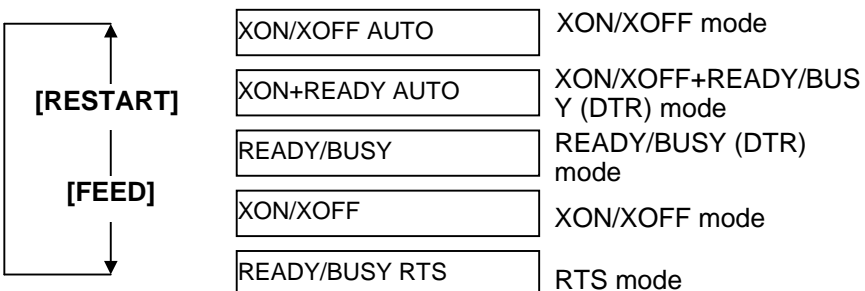 XON/XOFF AUTO XON/XOFF mode
[RESTART] XON+READY AUTO XON/XOFF+READY/BUS
Y (DTR) mode
READY/BUSY READY/BUSY (DTR)
mode
[FEED]
XON/XOFF XON/XOFF mode
READY/BUSY RTS RTS mode